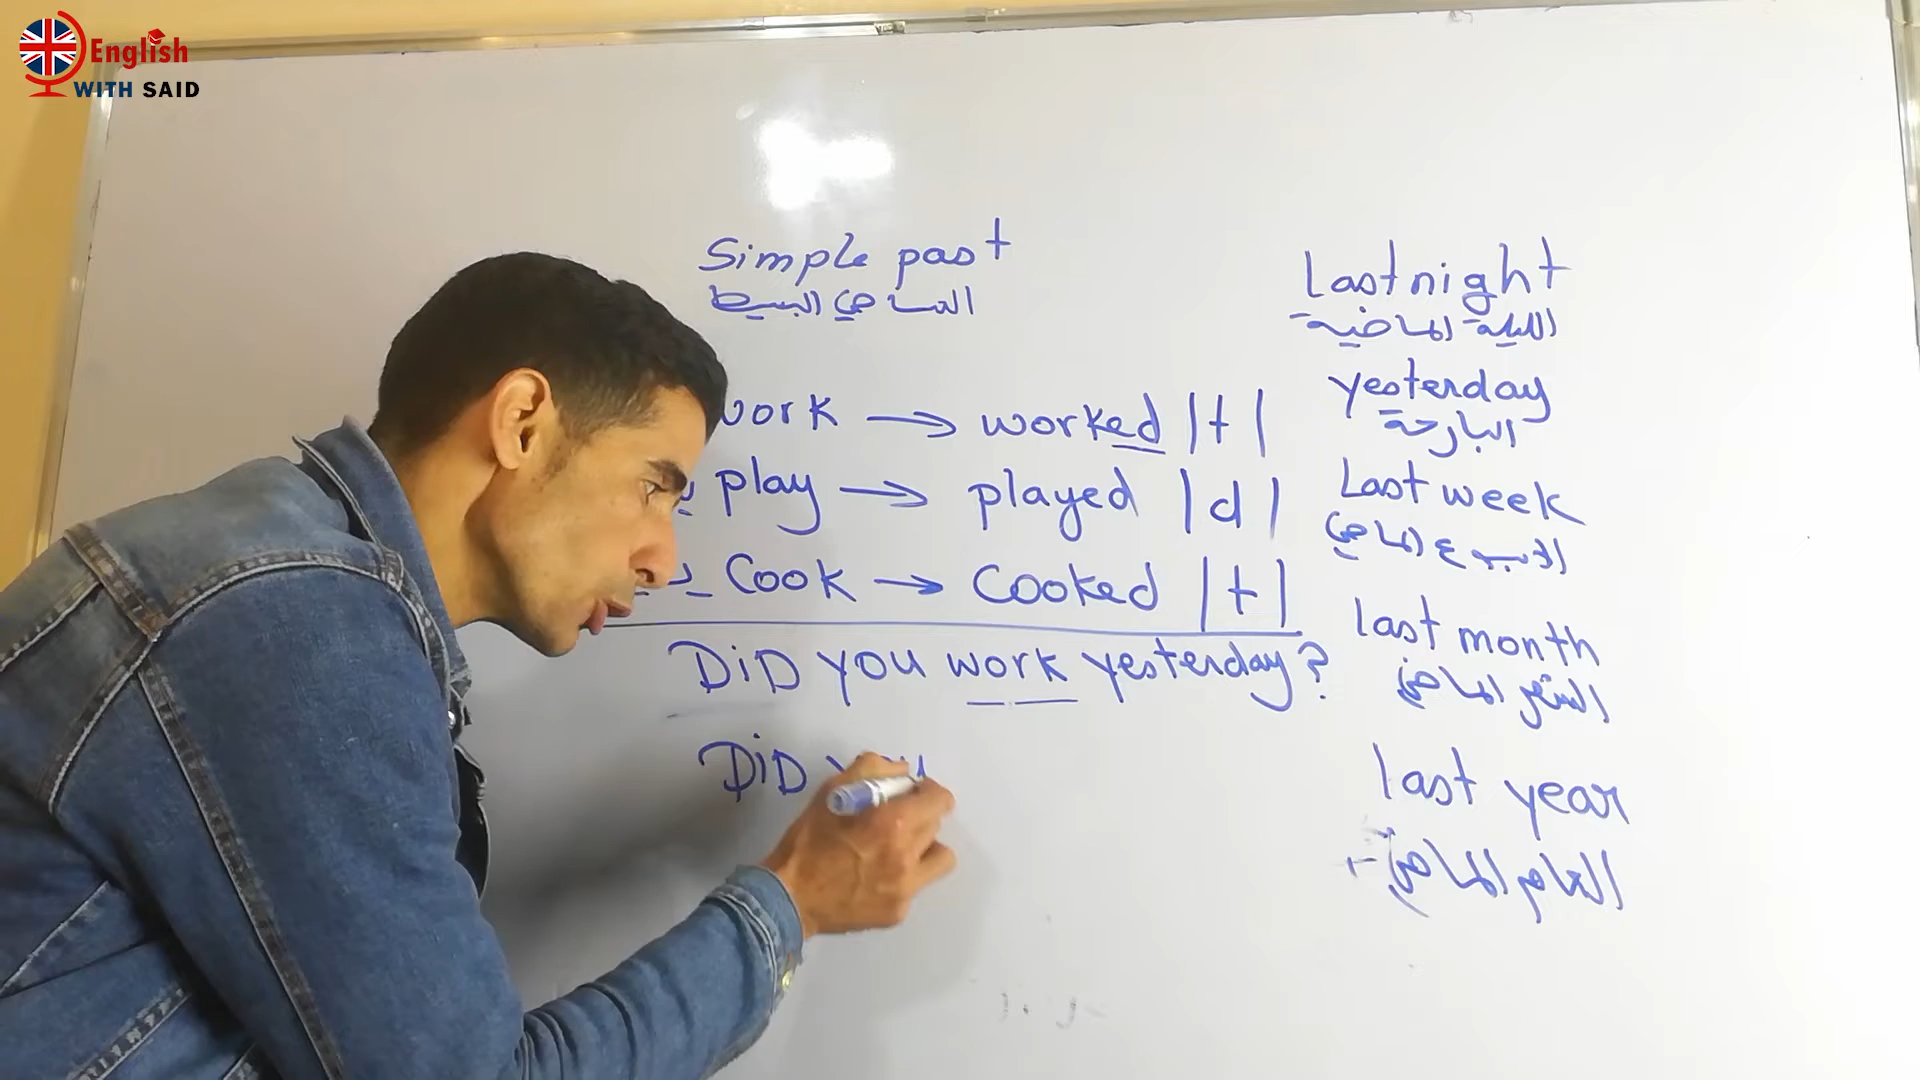 English
WITH SAID
Simple past
الماضي البسيط
work → worked |t|
play → played |d|
Cook → Cooked |t|
DiD you work yesterday?
DiD you
Last night
الليلة الماضية
yesterday
البارحة
Last week
الاسبوع الماضي
last month
الشهر الماضي
last year
العام الماضي